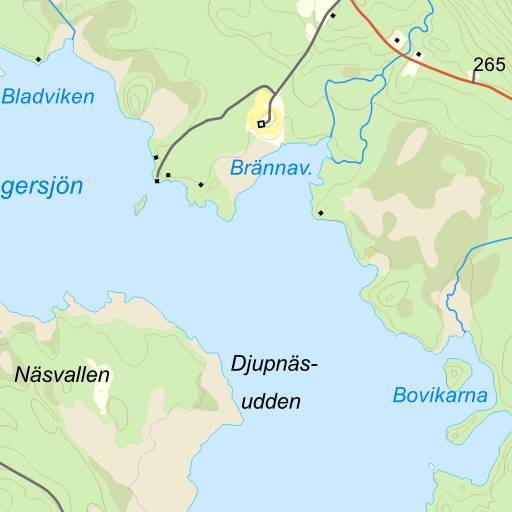 265
Bladviken
Brännav.
gersjön
Djupnäs-
udden
Näsvallen
Bovikarna